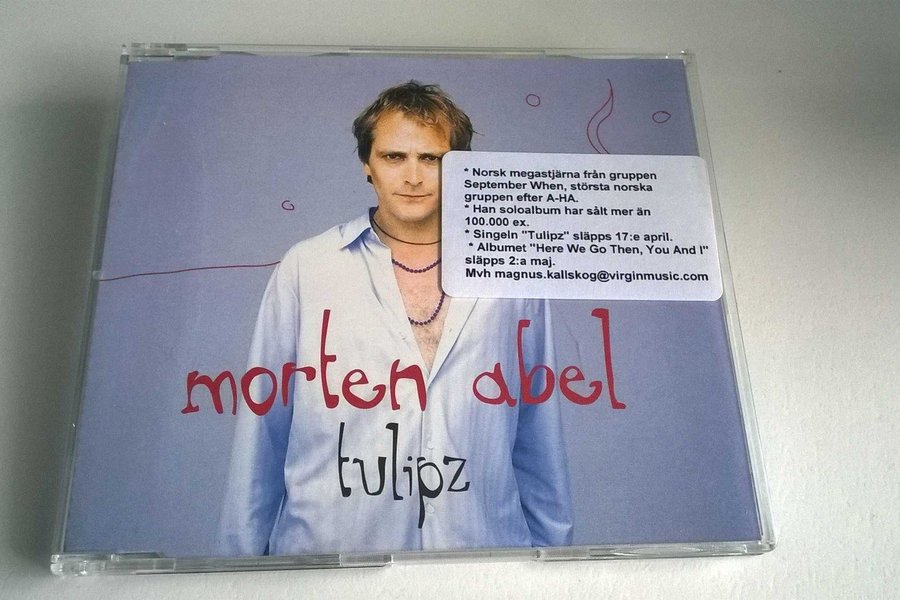 * Norsk megastjärna från gruppen
September When, största norska
gruppen efter A-HA.
* Han soloalbum har sålt mer än
100.000 ex.
* Singeln "Tulipz" släpps 17:e april.
* Albumet "Here We Go Then, You And I"
släpps 2:a maj.
Mvh magnus.kallskog@virginmusic.com
morten abel
tulipz